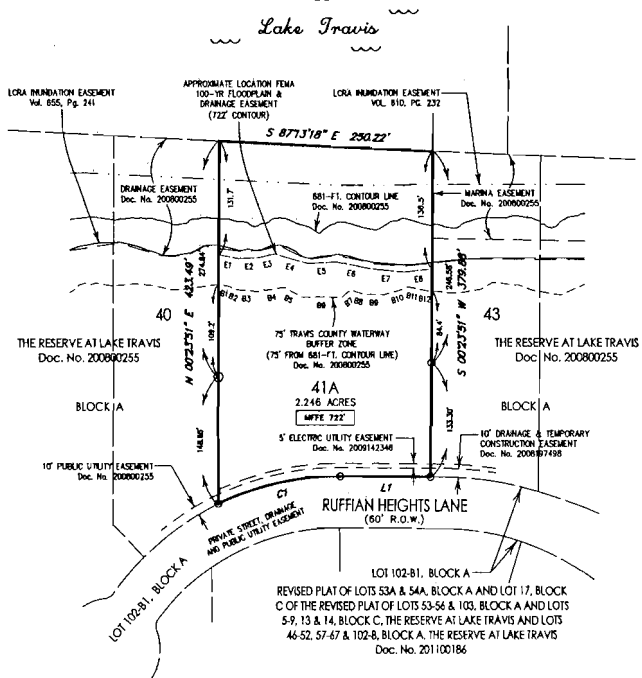 Lake Travis
LCRA INUNDATION EASEMENT
Vol. 655, Pg. 241
APPROXIMATE LOCATION FEMA
100-YR FLOODPLAIN &
DRAINAGE EASEMENT
(722' CONTOUR)
LCRA INUNDATION EASEMENT
VOL. 810, PG. 232
S 87°13'18" E 250.22'
DRAINAGE EASEMENT
Doc. No. 200800255
131.7'
681-FT. CONTOUR LINE
Doc. No. 200800255
138.5'
MARINA EASEMENT
Doc. No. 200800255
E1 E2 E3 E4 E5 E6 E7 E8
274.84'
N 00°23'51" E 423.49'
246.58'
S 00°23'51" W 379.88'
B1 B2 B3 B4 B5 B6 B7 B8 B9 B10 B11 B12
40
109.2'
75' TRAVIS COUNTY WATERWAY
BUFFER ZONE
(75' FROM 681-FT. CONTOUR LINE)
Doc. No. 200800255
84.4'
43
THE RESERVE AT LAKE TRAVIS
Doc. No. 200800255
THE RESERVE AT LAKE TRAVIS
Doc. No. 200800255
41A
2.246 ACRES
MFFE 722'
BLOCK A
BLOCK A
148.65'
133.30'
5' ELECTRIC UTILITY EASEMENT
Doc. No. 2009142346
10' DRAINAGE & TEMPORARY
CONSTRUCTION EASEMENT
Doc. No. 2008197498
10' PUBLIC UTILITY EASEMENT
Doc. No. 200800255
C1
L1
RUFFIAN HEIGHTS LANE
(60' R.O.W.)
PRIVATE STREET, DRAINAGE
AND PUBLIC UTILITY EASEMENT
LOT 102-B1, BLOCK A
LOT 102-B1, BLOCK A
REVISED PLAT OF LOTS 53A & 54A, BLOCK A AND LOT 17, BLOCK
C OF THE REVISED PLAT OF LOTS 53-56 & 103, BLOCK A AND LOTS
5-9, 13 & 14, BLOCK C, THE RESERVE AT LAKE TRAVIS AND LOTS
46-52, 57-67 & 102-B, BLOCK A, THE RESERVE AT LAKE TRAVIS
Doc. No. 201100186